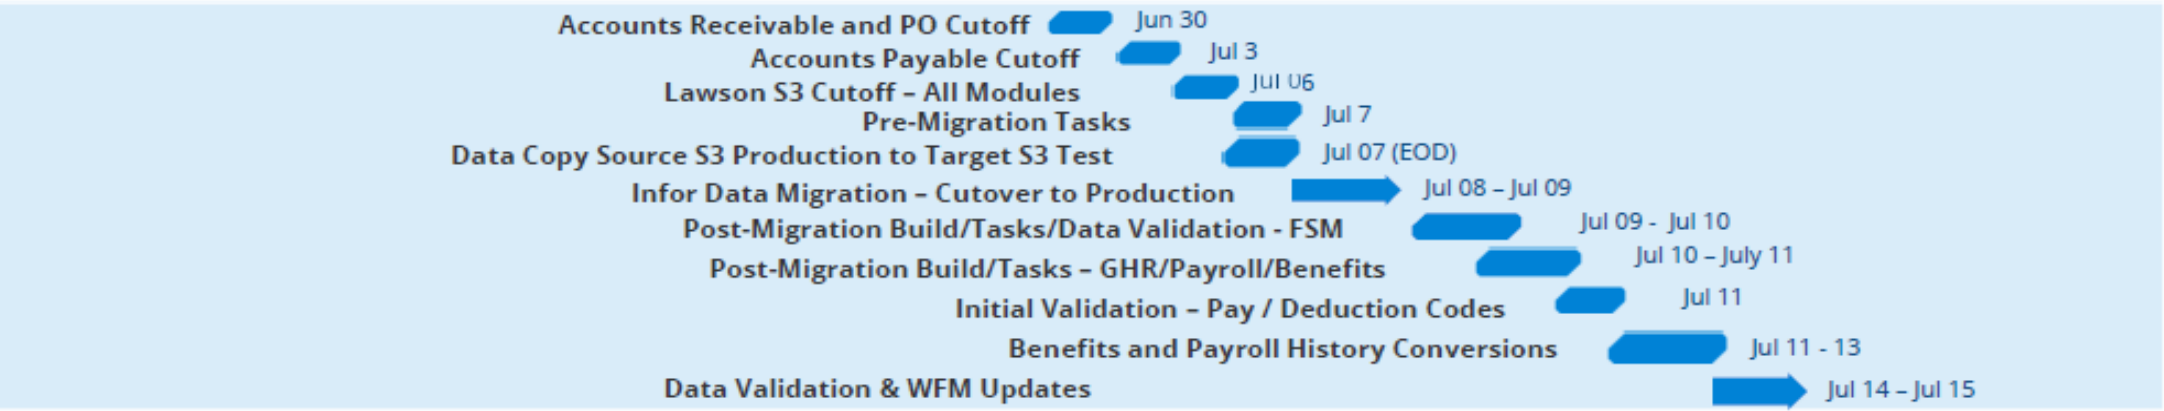 Accounts Receivable and PO Cutoff Jun 30
Accounts Payable Cutoff Jul 3
Lawson S3 Cutoff – All Modules Jul 06
Pre-Migration Tasks Jul 7
Data Copy Source S3 Production to Target S3 Test Jul 07 (EOD)
Infor Data Migration – Cutover to Production Jul 08 – Jul 09
Post-Migration Build/Tasks/Data Validation - FSM Jul 09 - Jul 10
Post-Migration Build/Tasks – GHR/Payroll/Benefits Jul 10 – July 11
Initial Validation – Pay / Deduction Codes Jul 11
Benefits and Payroll History Conversions Jul 11 - 13
Data Validation & WFM Updates Jul 14 – Jul 15